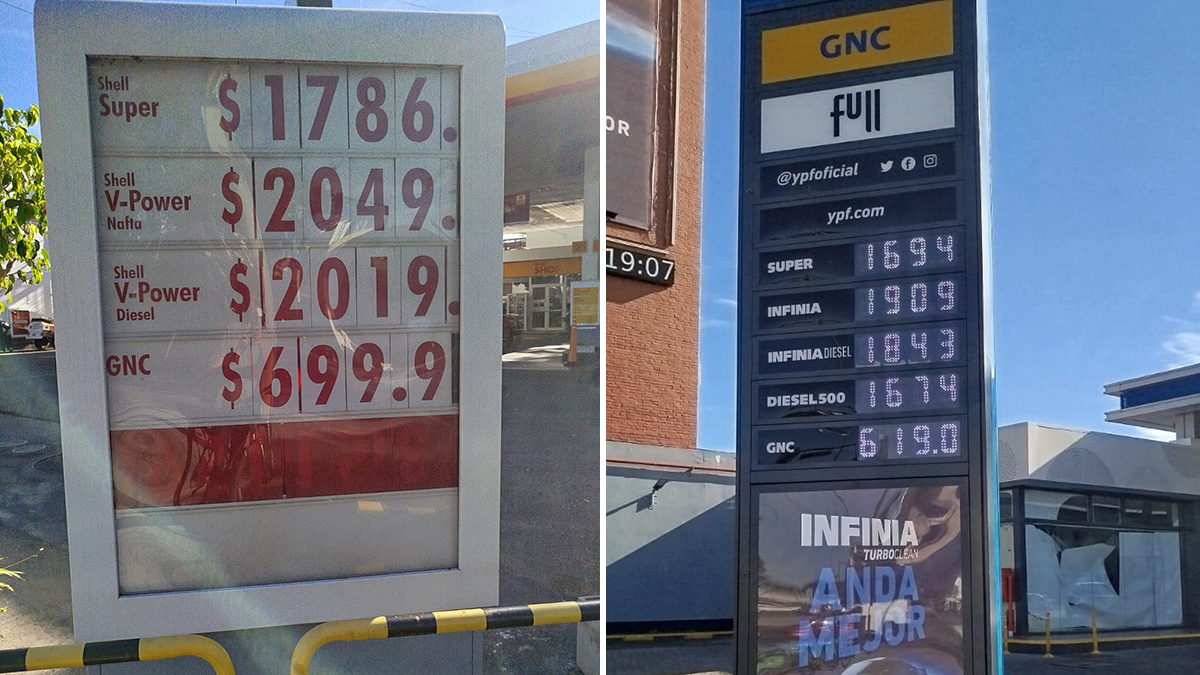 Shell
Super $1786.
Shell
V-Power
Nafta $2049.
Shell
V-Power
Diesel $2019.
GNC $699.9
SHOP
OR
19:07
GNC
full
@ypfoficial
ypf.com
SUPER 1694
INFINIA 1909
INFINIA DIESEL 1843
DIESEL500 1674
GNC 619.0
INFINIA
TURBOCLEAN
ANDA
MEJOR